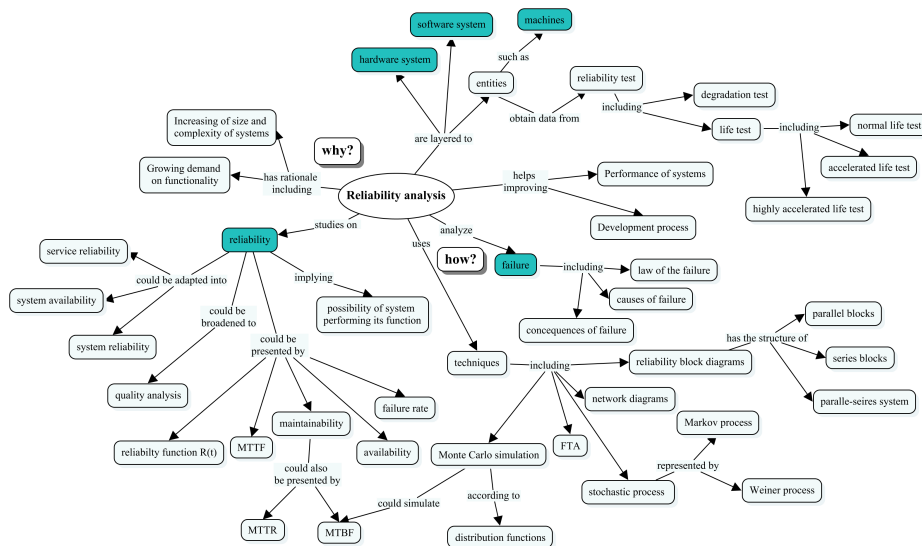 software system
machines
hardware system
such as
entities
reliability test
degradation test
including
obtain data from
life test
including
normal life test
accelerated life test
highly accelerated life test
are layered to
Increasing of size and
complexity of systems
why?
Growing demand
on functionality
has rationale
including
Reliability analysis
helps
improving
Performance of systems
Development process
studies on
reliability
analyze
uses
how?
failure
including
law of the failure
causes of failure
concequences of failure
service reliability
could be adapted into
system availability
system reliability
implying
possibility of system
performing its function
could be
broadened to
quality analysis
could be
presented by
failure rate
maintainability
reliabilty function R(t)
MTTF
availability
could also
be presented by
MTTR
MTBF
could simulate
techniques
including
reliability block diagrams
has the structure of
parallel blocks
series blocks
paralle-seires system
network diagrams
FTA
Monte Carlo simulation
according to
distribution functions
stochastic process
Markov process
represented by
Weiner process